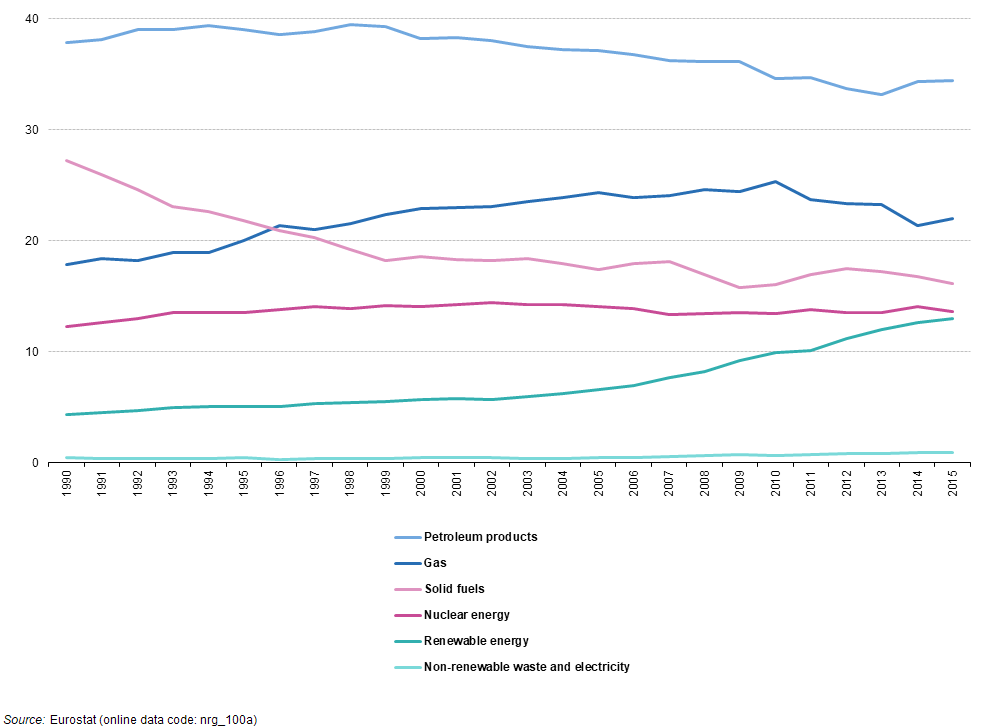 40
30
20
10
0
1990 1991 1992 1993 1994 1995 1996 1997 1998 1999 2000 2001 2002 2003 2004 2005 2006 2007 2008 2009 2010 2011 2012 2013 2014 2015
Petroleum products
Gas
Solid fuels
Nuclear energy
Renewable energy
Non-renewable waste and electricity
Source: Eurostat (online data code: nrg_100a)